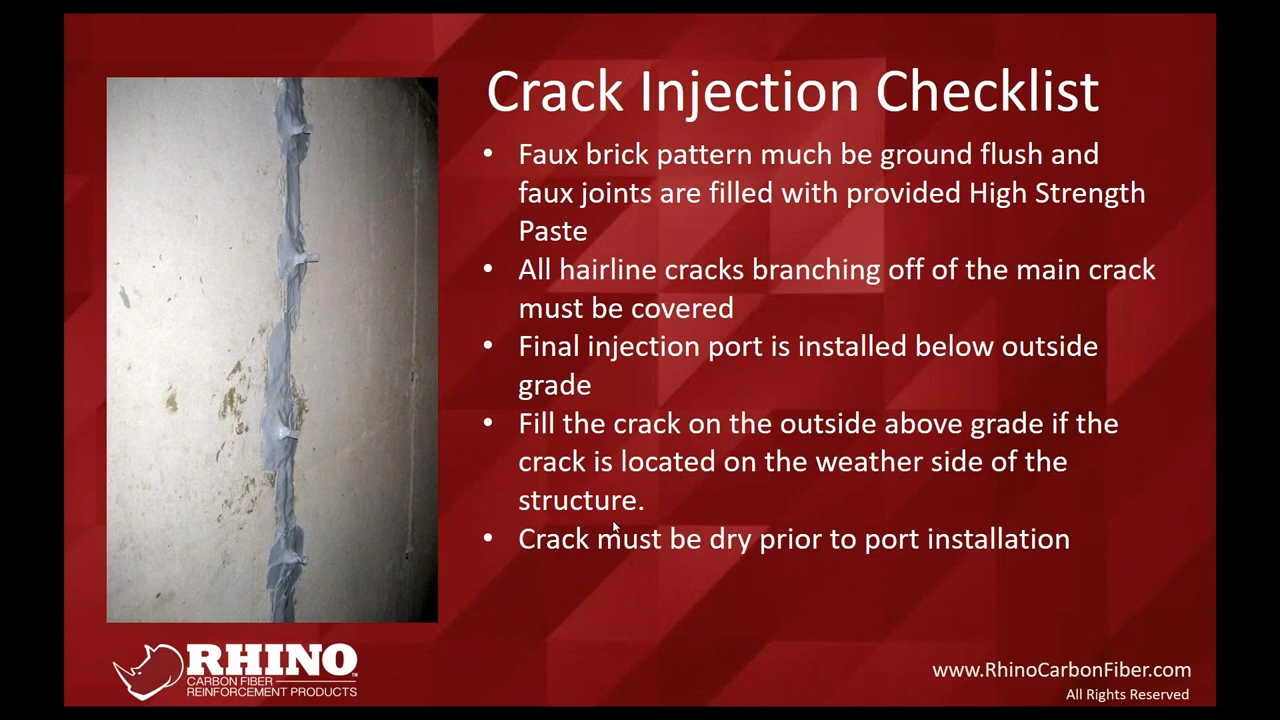 Crack Injection Checklist
• Faux brick pattern much be ground flush and
faux joints are filled with provided High Strength
Paste
• All hairline cracks branching off of the main crack
must be covered
• Final injection port is installed below outside
grade
• Fill the crack on the outside above grade if the
crack is located on the weather side of the
structure.
• Crack must be dry prior to port installation
RHINO™
CARBON FIBER
REINFORCEMENT PRODUCTS
www.RhinoCarbonFiber.com
All Rights Reserved